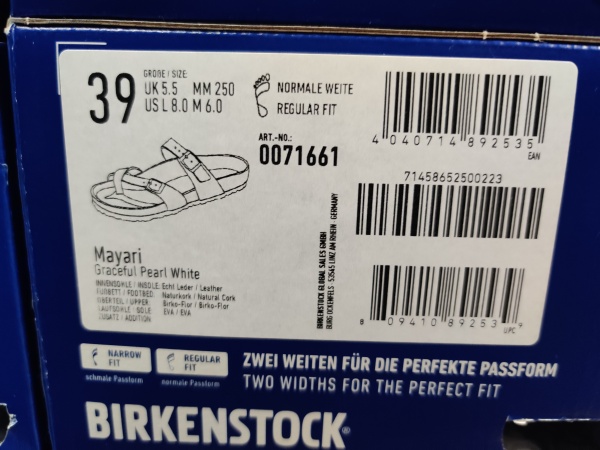 39
GRÖßE / SIZE
UK 5.5 MM 250
US L 8.0 M 6.0
NORMALE WEITE
REGULAR FIT
ART.-NO.:
0071661
4 040714 892535
EAN
71458652500223
8 09410 89253 9
UPC
BIRKENSTOCK GLOBAL SALES GMBH
BURG OCKENFELS · 53545 LINZ AM RHEIN · GERMANY
Mayari
Graceful Pearl White
INNENSOHLE / INSOLE: Echt Leder / Leather
FUßBETT / FOOTBED: Naturkork / Natural Cork
OBERTEIL / UPPER: Birko-Flor / Birko-Flor
LAUFSOHLE / SOLE: EVA / EVA
ZUSATZ / ADDITION:
NARROW FIT
schmale Passform
REGULAR FIT
normale Passform
ZWEI WEITEN FÜR DIE PERFEKTE PASSFORM
TWO WIDTHS FOR THE PERFECT FIT
BIRKENSTOCK®